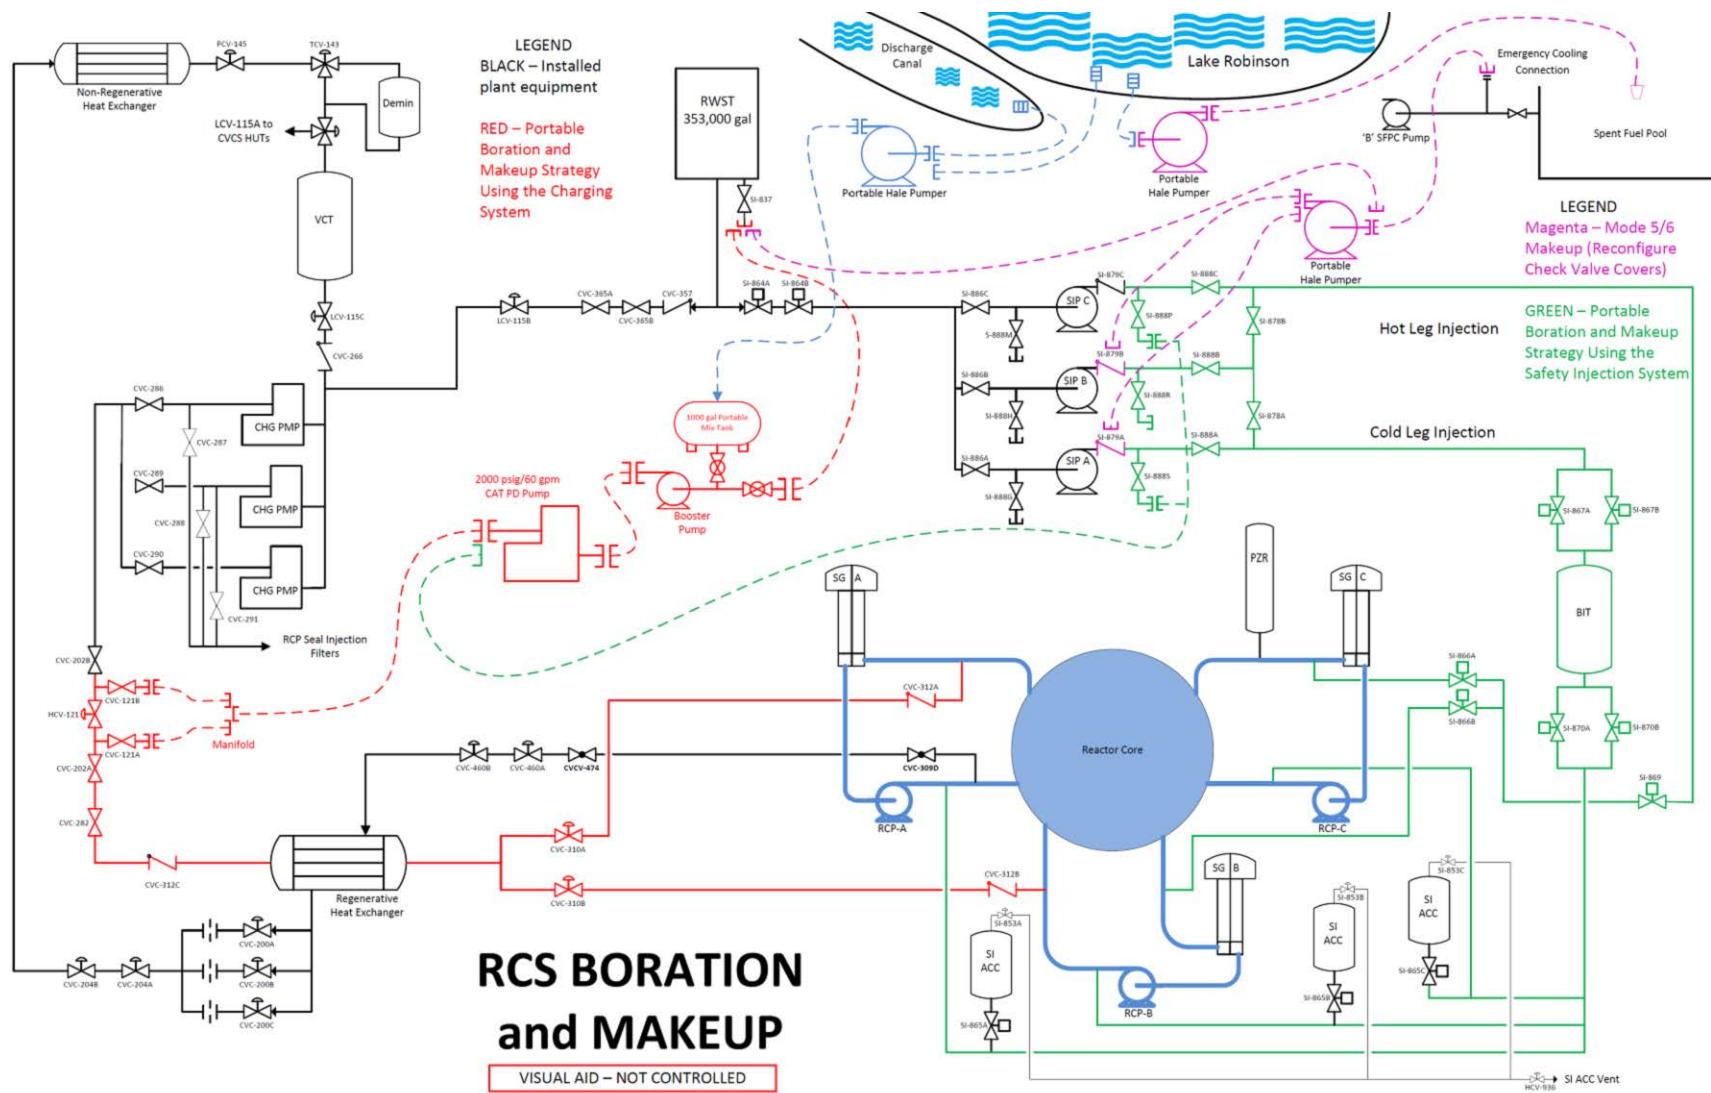 PCV-145
TCV-143
Non-Regenerative
Heat Exchanger
Demin
LCV-115A to
CVCS HUTs
VCT
LCV-115C
CVC-266
LEGEND
BLACK – Installed
plant equipment
RED – Portable
Boration and
Makeup Strategy
Using the Charging
System
RWST
353,000 gal
SI-837
Discharge
Canal
Lake Robinson
Portable Hale Pumper
Portable
Hale Pumper
Emergency Cooling
Connection
'B' SFPC Pump
Spent Fuel Pool
LEGEND
Magenta – Mode 5/6
Makeup (Reconfigure
Check Valve Covers)
GREEN – Portable
Boration and Makeup
Strategy Using the
Safety Injection System
Portable
Hale Pumper
LCV-115B
CVC-365A
CVC-365B
CVC-357
SI-864A
SI-864B
SI-886C
S-888M
SIP C
SI-879C
SI-888C
SI-888P
SI-878B
Hot Leg Injection
SI-886B
SI-888H
SIP B
SI-879B
SI-888B
SI-888R
SI-878A
Cold Leg Injection
SI-886A
SI-888G
SIP A
SI-879A
SI-888A
SI-888S
CVC-286
CHG PMP
CVC-287
CVC-289
CHG PMP
CVC-288
CVC-290
CHG PMP
CVC-291
RCP Seal Injection
Filters
1000 gal Portable
Mix Tank
2000 psig/60 gpm
CAT PD Pump
Booster
Pump
SI-867A
SI-867B
BIT
SI-870A
SI-870B
SI-869
SI-866A
SI-866B
CVC-202B
CVC-121B
HCV-121
CVC-121A
CVC-202A
CVC-282
CVC-312C
Manifold
SG A
PZR
SG C
CVC-312A
Reactor Core
CVC-460B
CVC-460A
CVCV-474
CVC-309D
RCP-A
RCP-C
CVC-310A
CVC-310B
CVC-312B
SG B
RCP-B
Regenerative
Heat Exchanger
CVC-200A
CVC-200B
CVC-200C
CVC-204B
CVC-204A
SI-853A
SI
ACC
SI-865A
SI-853B
SI
ACC
SI-865B
SI-853C
SI
ACC
SI-865C
HCV-936
SI ACC Vent
RCS BORATION
and MAKEUP
VISUAL AID – NOT CONTROLLED